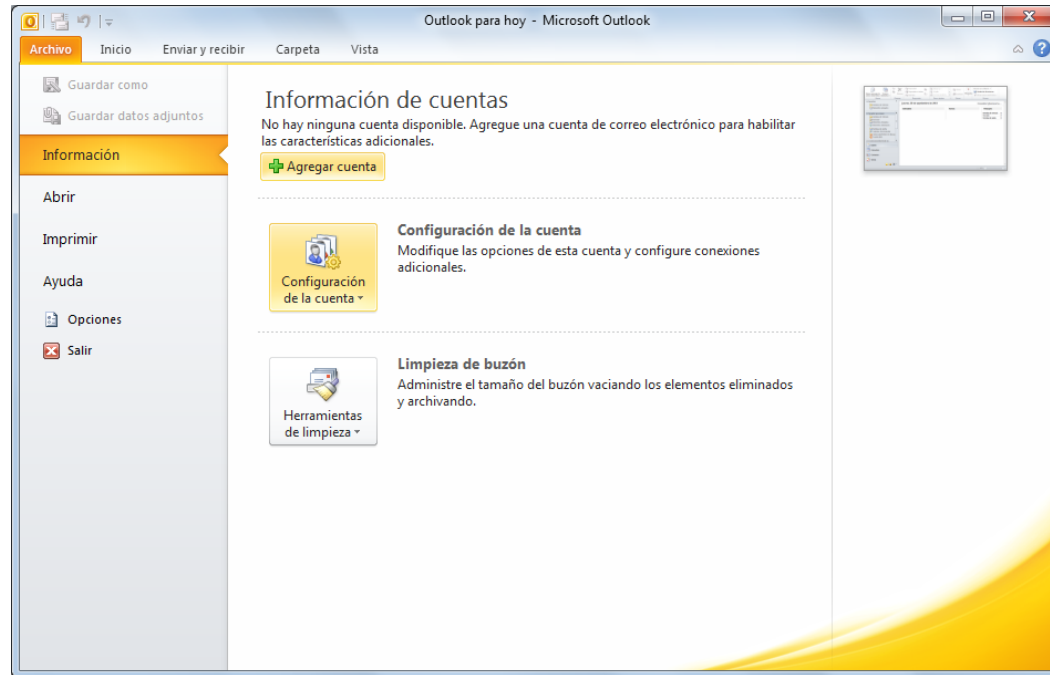 Outlook para hoy - Microsoft Outlook
Archivo Inicio Enviar y recibir Carpeta Vista
Guardar como
Guardar datos adjuntos
Información
Abrir
Imprimir
Ayuda
Opciones
Salir
Información de cuentas
No hay ninguna cuenta disponible. Agregue una cuenta de correo electrónico para habilitar
las características adicionales.
Agregar cuenta
Configuración
de la cuenta
Configuración de la cuenta
Modifique las opciones de esta cuenta y configure conexiones
adicionales.
Herramientas
de limpieza
Limpieza de buzón
Administre el tamaño del buzón vaciando los elementos eliminados
y archivando.